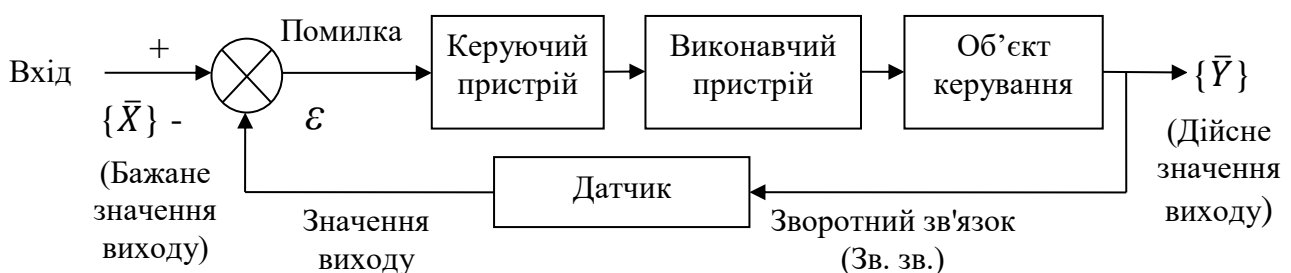 Вхід
+
{X̄} -
(Бажане
значення
виходу)
Помилка
ε
Керуючий
пристрій
Виконавчий
пристрій
Об’єкт
керування
{Ȳ}
(Дійсне
значення
виходу)
Датчик
Значення
виходу
Зворотний зв'язок
(Зв. зв.)